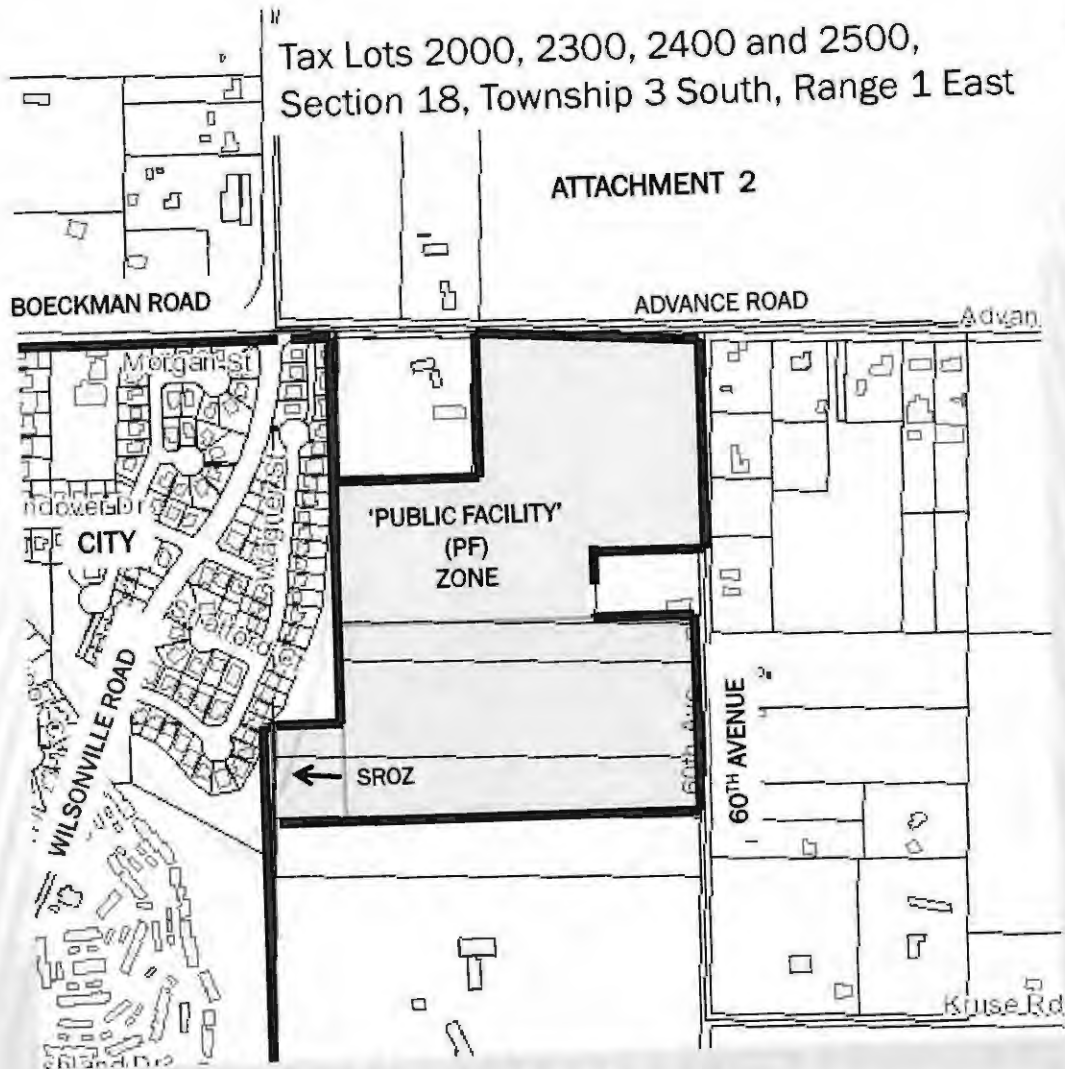 Tax Lots 2000, 2300, 2400 and 2500,
Section 18, Township 3 South, Range 1 East
ATTACHMENT 2
BOECKMAN ROAD
ADVANCE ROAD
Advan
Morgan st
'PUBLIC FACILITY'
(PF)
ZONE
CITY
WILSONVILLE ROAD
SROZ
60TH AVENUE
60th Ave
Kruse Rd